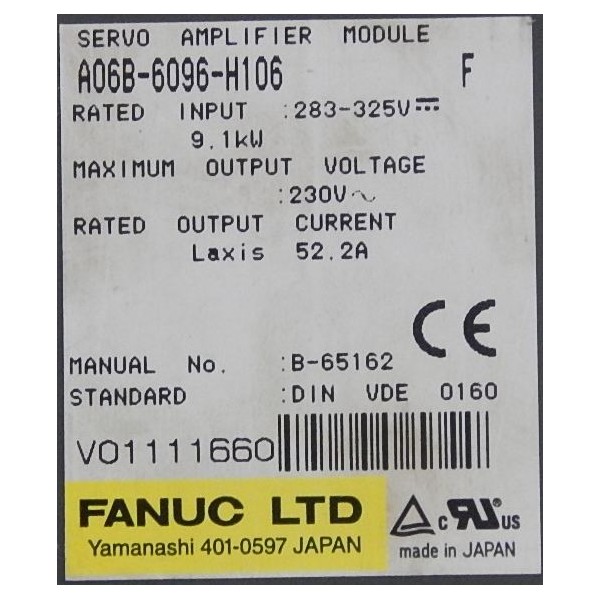 SERVO AMPLIFIER MODULE
A06B-6096-H106 F
RATED INPUT :283-325V⎓
9.1kW
MAXIMUM OUTPUT VOLTAGE
:230V~
RATED OUTPUT CURRENT
Laxis 52.2A
CE
MANUAL No. :B-65162
STANDARD :DIN VDE 0160
V01111660
FANUC LTD
Yamanashi 401-0597 JAPAN
c RU US
made in JAPAN